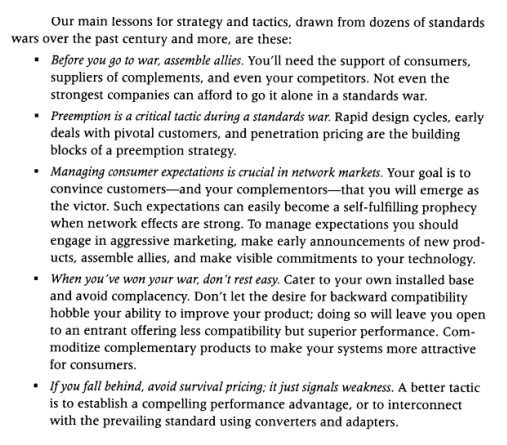 Our main lessons for strategy and tactics, drawn from dozens of standards
wars over the past century and more, are these:
▪ Before you go to war, assemble allies. You'll need the support of consumers,
suppliers of complements, and even your competitors. Not even the
strongest companies can afford to go it alone in a standards war.
▪ Preemption is a critical tactic during a standards war. Rapid design cycles, early
deals with pivotal customers, and penetration pricing are the building
blocks of a preemption strategy.
▪ Managing consumer expectations is crucial in network markets. Your goal is to
convince customers—and your complementors—that you will emerge as
the victor. Such expectations can easily become a self-fulfilling prophecy
when network effects are strong. To manage expectations you should
engage in aggressive marketing, make early announcements of new prod-
ucts, assemble allies, and make visible commitments to your technology.
▪ When you've won your war, don't rest easy. Cater to your own installed base
and avoid complacency. Don't let the desire for backward compatibility
hobble your ability to improve your product; doing so will leave you open
to an entrant offering less compatibility but superior performance. Com-
moditize complementary products to make your systems more attractive
for consumers.
▪ If you fall behind, avoid survival pricing; it just signals weakness. A better tactic
is to establish a compelling performance advantage, or to interconnect
with the prevailing standard using converters and adapters.